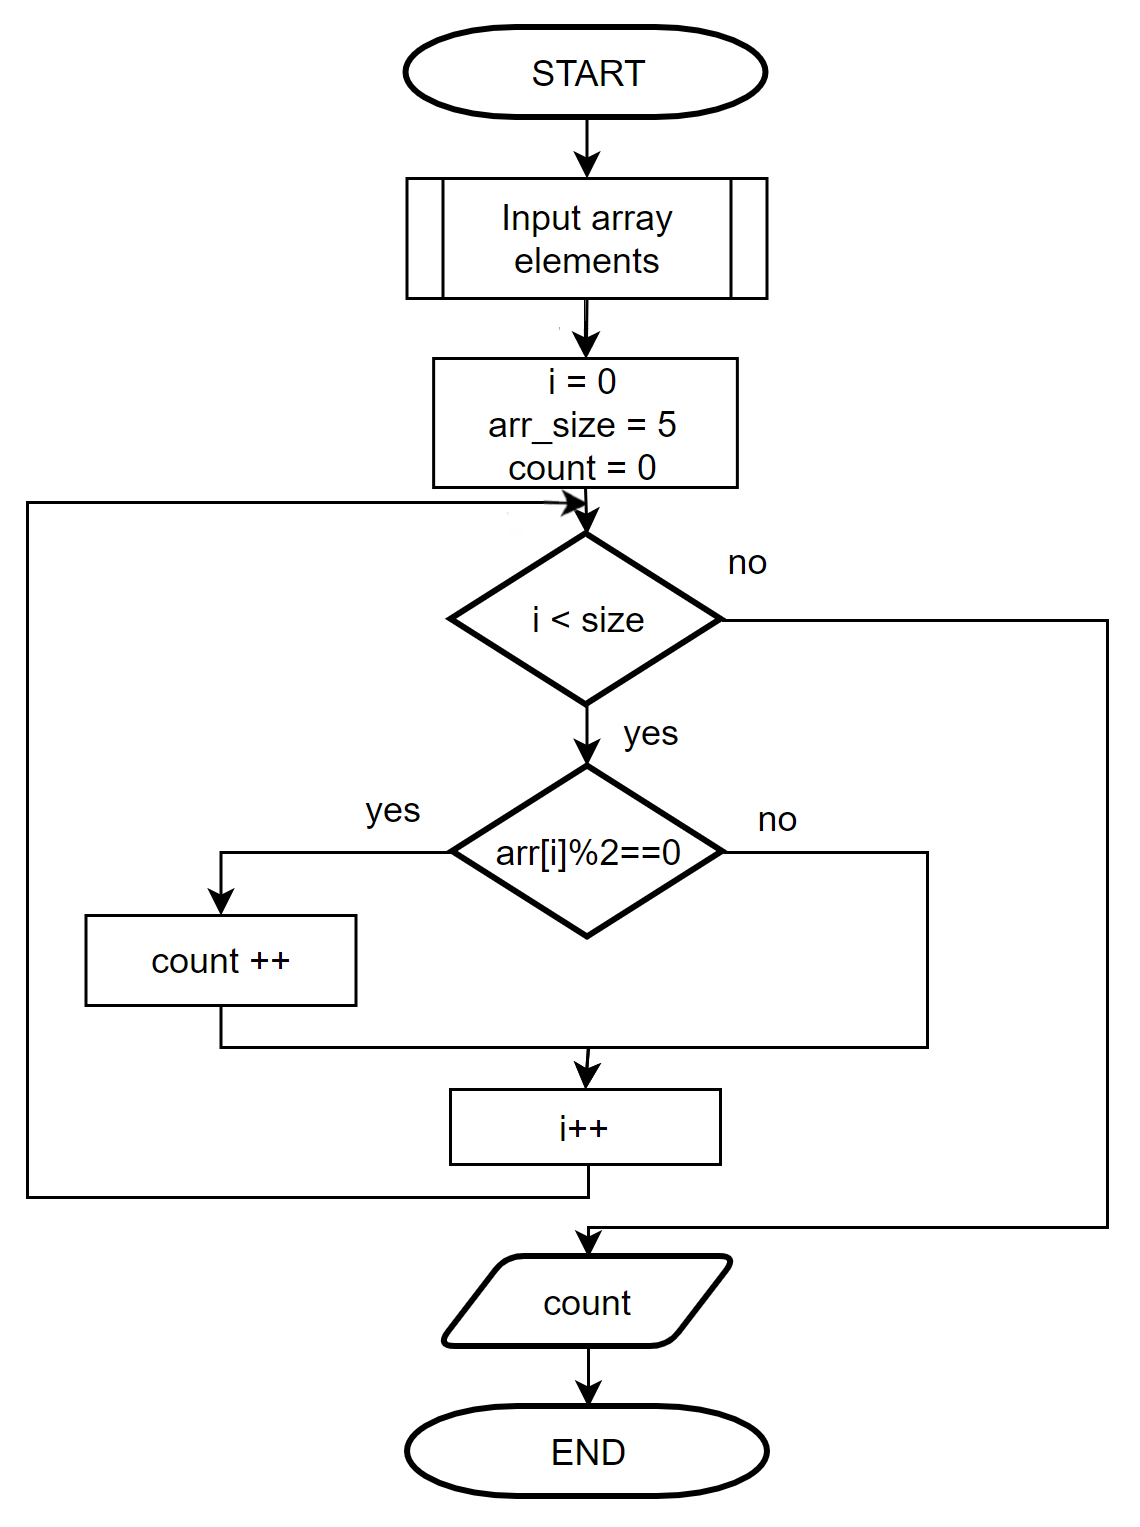 START
Input array
elements
i = 0
arr_size = 5
count = 0
no
i < size
yes
yes
no
arr[i]%2==0
count ++
i++
count
END